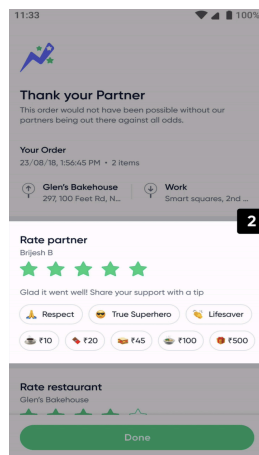 11:33
100%
Thank your Partner
This order would not have been possible without our
partners being out there against all odds.
Your Order
23/08/18, 1:56:45 PM • 2 items
Glen's Bakehouse
297, 100 Feet Rd, N...
Work
Smart squares, 2nd ...
2
Rate partner
Brijesh B
Glad it went well! Share your support with a tip
Respect
True Superhero
Lifesaver
₹10
₹20
₹45
₹100
₹500
Rate restaurant
Glen's Bakehouse
Done